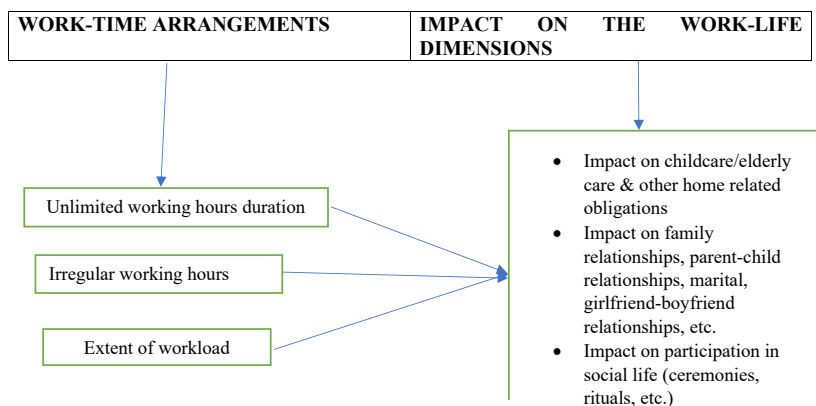 WORK-TIME ARRANGEMENTS
IMPACT ON THE WORK-LIFE
DIMENSIONS
Unlimited working hours duration
Irregular working hours
Extent of workload
• Impact on childcare/elderly
care & other home related
obligations
• Impact on family
relationships, parent-child
relationships, marital,
girlfriend-boyfriend
relationships, etc.
• Impact on participation in
social life (ceremonies,
rituals, etc.)